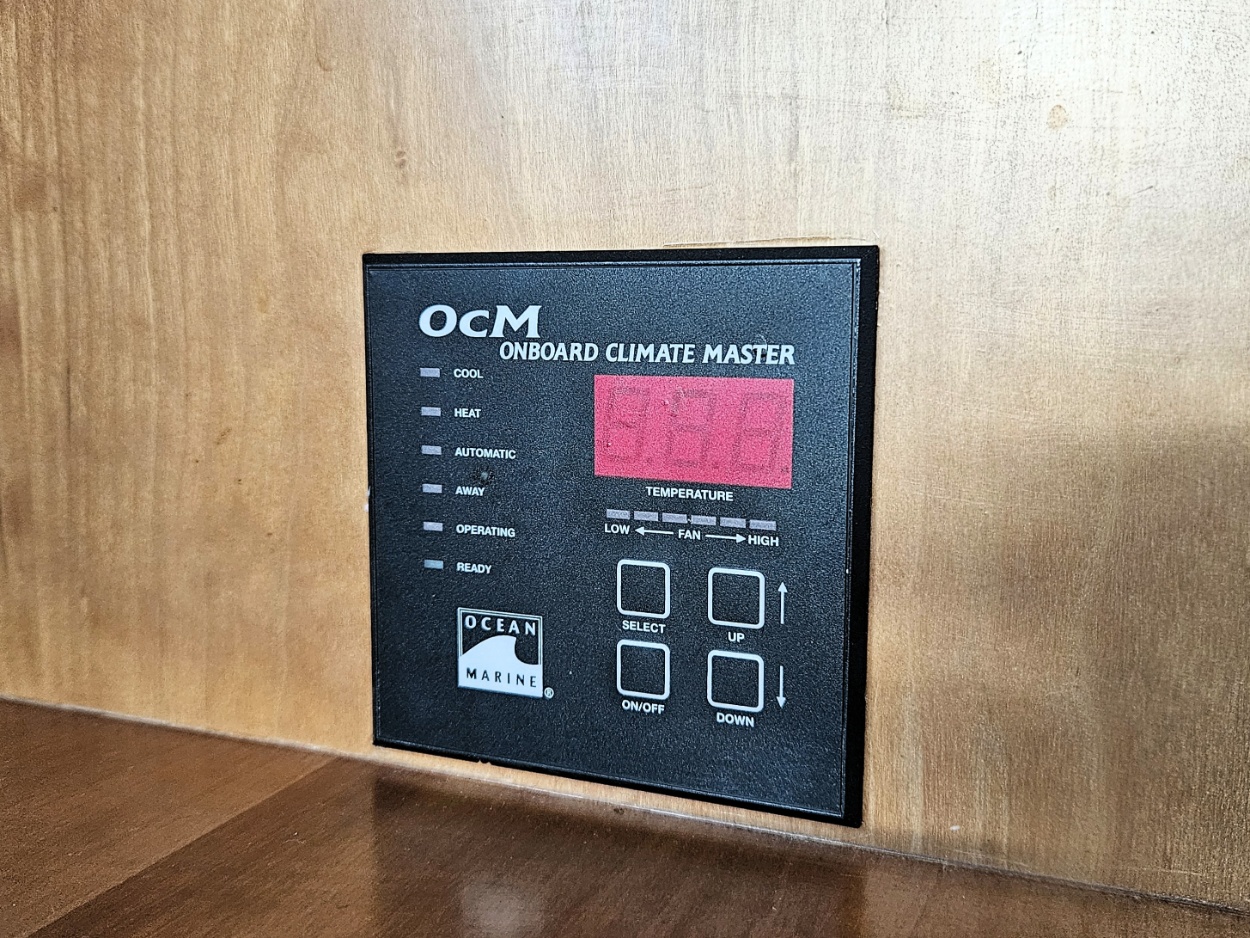 OCM
ONBOARD CLIMATE MASTER
COOL
HEAT
AUTOMATIC
AWAY
OPERATING
READY
TEMPERATURE
LOW FAN HIGH
SELECT
UP
ON/OFF
DOWN
OCEAN
MARINE
®